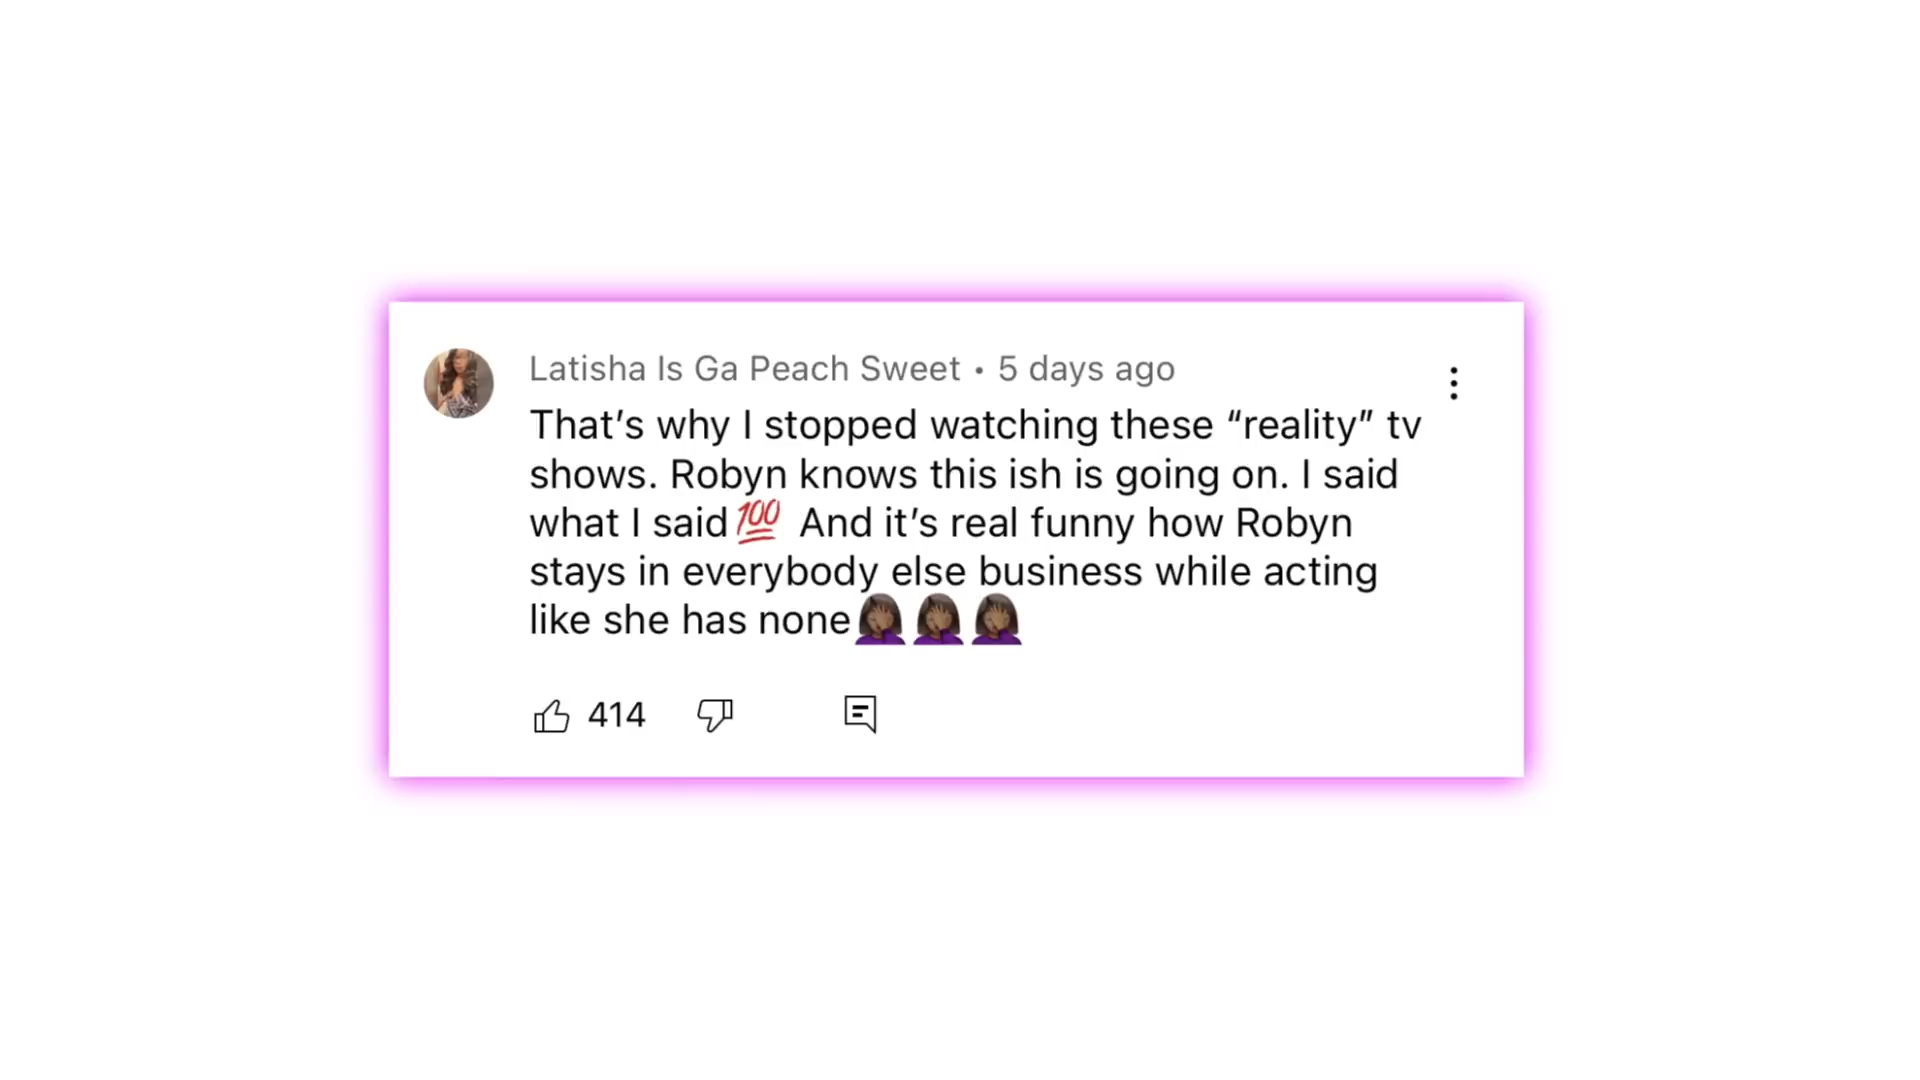 Latisha Is Ga Peach Sweet • 5 days ago
That’s why I stopped watching these “reality” tv
shows. Robyn knows this ish is going on. I said
what I said💯 And it’s real funny how Robyn
stays in everybody else business while acting
like she has none🤦🏾‍♀️🤦🏾‍♀️🤦🏾‍♀️
414